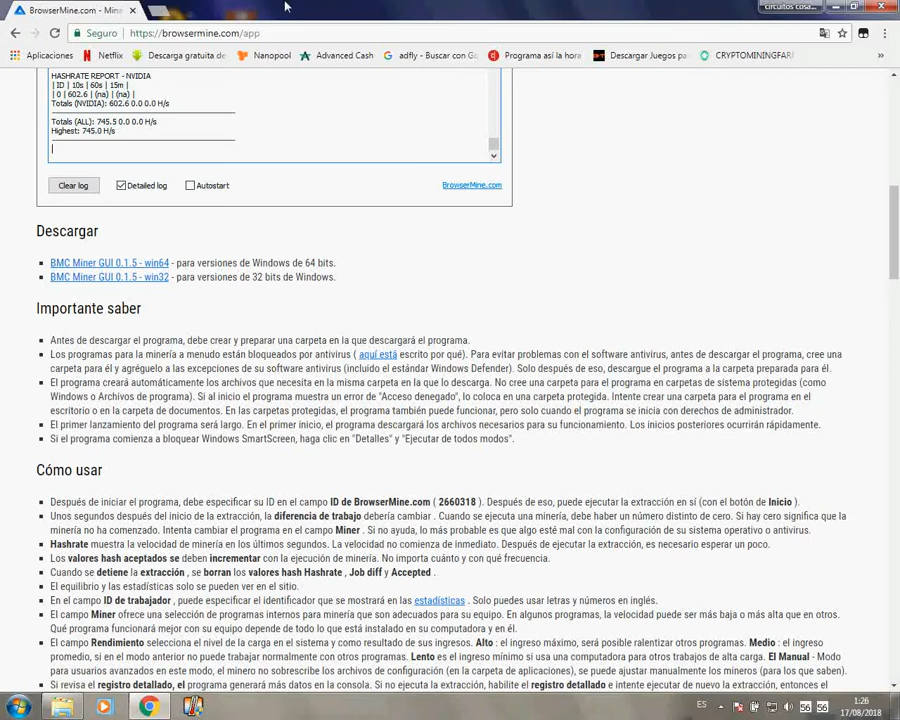 BrowserMine.com - Mine
circuitos cosa...
Seguro
https://browsermine.com/app
Aplicaciones
Netflix
Descarga gratuita de
Nanopool
Advanced Cash
adfly - Buscar con Go
Programa así la hora
Descargar Juegos pa
CRYPTOMININGFAR
HASHRATE REPORT - NVIDIA
| ID | 10s | 60s | 15m |
| 0 | 602.6 | (na) | (na) |
Totals (NVIDIA): 602.6 0.0 0.0 H/s
Totals (ALL): 745.5 0.0 0.0 H/s
Highest: 745.0 H/s
Clear log
Detailed log
Autostart
BrowserMine.com
Descargar
BMC Miner GUI 0.1.5 - win64 - para versiones de Windows de 64 bits.
BMC Miner GUI 0.1.5 - win32 - para versiones de 32 bits de Windows.
Importante saber
Antes de descargar el programa, debe crear y preparar una carpeta en la que descargará el programa.
Los programas para la minería a menudo están bloqueados por antivirus ( aquí está escrito por qué). Para evitar problemas con el software antivirus, antes de descargar el programa, cree una
carpeta para él y agréguelo a las excepciones de su software antivirus (incluido el estándar Windows Defender). Solo después de eso, descargue el programa a la carpeta preparada para él.
El programa creará automáticamente los archivos que necesita en la misma carpeta en la que lo descarga. No cree una carpeta para el programa en carpetas de sistema protegidas (como
Windows o Archivos de programa). Si al inicio el programa muestra un error de "Acceso denegado", lo coloca en una carpeta protegida. Intente crear una carpeta para el programa en el
escritorio o en la carpeta de documentos. En las carpetas protegidas, el programa también puede funcionar, pero solo cuando el programa se inicia con derechos de administrador.
El primer lanzamiento del programa será largo. En el primer inicio, el programa descargará los archivos necesarios para su funcionamiento. Los inicios posteriores ocurrirán rápidamente.
Si el programa comienza a bloquear Windows SmartScreen, haga clic en "Detalles" y "Ejecutar de todos modos".
Cómo usar
Después de iniciar el programa, debe especificar su ID en el campo ID de BrowserMine.com ( 2660318 ). Después de eso, puede ejecutar la extracción en sí (con el botón de Inicio ).
Unos segundos después del inicio de la extracción, la diferencia de trabajo debería cambiar . Cuando se ejecuta una minería, debe haber un número distinto de cero. Si hay cero significa que la
minería no ha comenzado. Intenta cambiar el programa en el campo Miner . Si no ayuda, lo más probable es que algo esté mal con la configuración de su sistema operativo o antivirus.
Hashrate muestra la velocidad de minería en los últimos segundos. La velocidad no comienza de inmediato. Después de ejecutar la extracción, es necesario esperar un poco.
Los valores hash aceptados se deben incrementar con la ejecución de minería. No importa cuánto y con qué frecuencia.
Cuando se detiene la extracción , se borran los valores hash Hashrate , Job diff y Accepted .
El equilibrio y las estadísticas solo se pueden ver en el sitio.
En el campo ID de trabajador , puede especificar el identificador que se mostrará en las estadísticas . Solo puedes usar letras y números en inglés.
El campo Miner ofrece una selección de programas internos para minería que son adecuados para su equipo. En algunos programas, la velocidad puede ser más baja o más alta que en otros.
Qué programa funcionará mejor con su equipo depende de todo lo que está instalado en su computadora y en él.
El campo Rendimiento selecciona el nivel de la carga en el sistema y como resultado de sus ingresos. Alto : el ingreso máximo, será posible ralentizar otros programas. Medio : el ingreso
promedio, si en el modo anterior no puede trabajar normalmente con otros programas. Lento es el ingreso mínimo si usa una computadora para otros trabajos de alta carga. El Manual - Modo
para usuarios avanzados en este modo, el minero no sobrescribe los archivos de configuración (en la carpeta de aplicaciones), se puede ajustar manualmente los mineros (para los que saben).
Si revisa el registro detallado, el programa generará más datos en la consola. Si no ejecuta la extracción, habilite el registro detallado e intente ejecutar de nuevo la extracción, entonces el
ES
56
56
1:26
17/08/2018